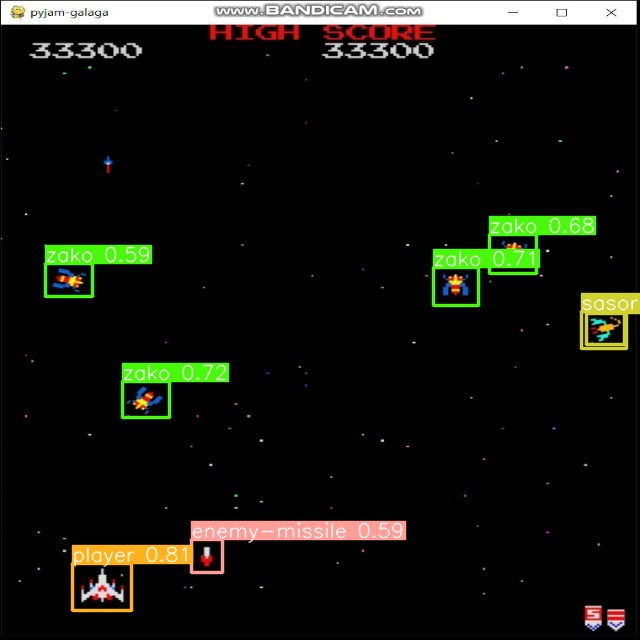 pyjam-galaga
www.BANDICAM.com
HIGH SCORE
33300 33300
zako 0.68
zako 0.59
zako 0.71
sasor
zako 0.72
enemy-missile 0.59
player 0.81
5